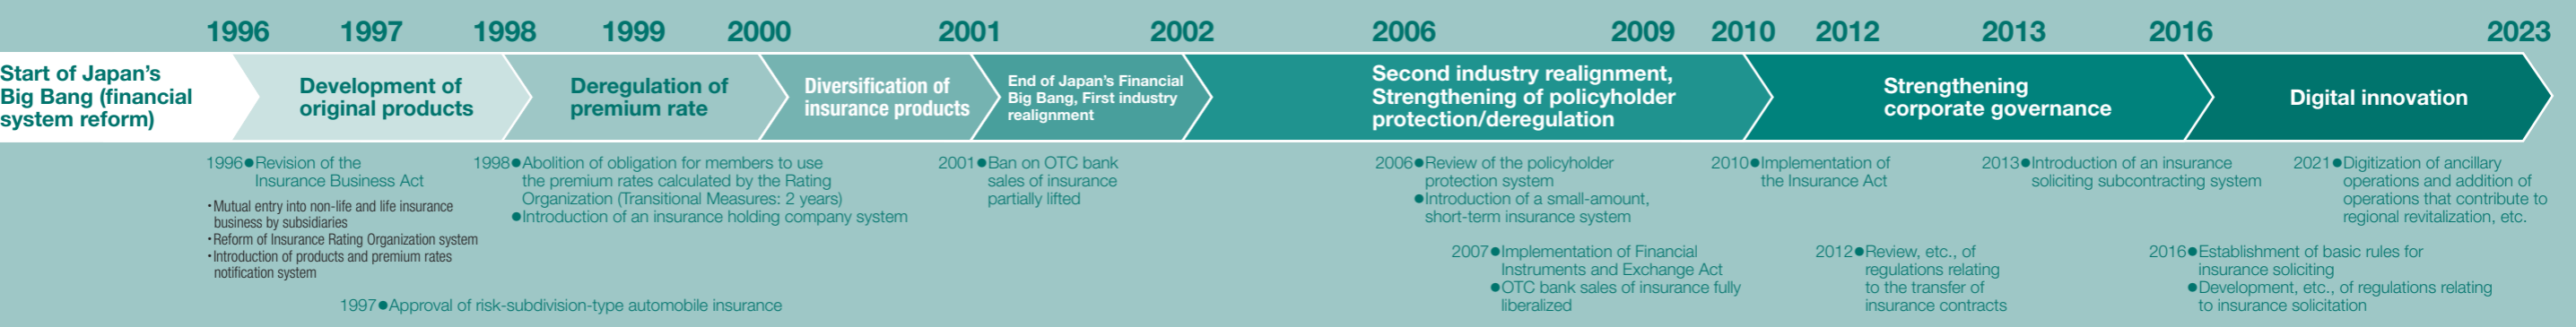 1996 1997 1998 1999 2000 2001 2002 2006 2009 2010 2012 2013 2016 2023
Start of Japan's
Big Bang (financial
system reform)
Development of
original products
Deregulation of
premium rate
Diversification of
insurance products
End of Japan's Financial
Big Bang, First industry
realignment
Second industry realignment,
Strengthening of policyholder
protection/deregulation
Strengthening
corporate governance
Digital innovation
1996●Revision of the
Insurance Business Act
・Mutual entry into non-life and life insurance
business by subsidiaries
・Reform of Insurance Rating Organization system
・Introduction of products and premium rates
notification system
1997●Approval of risk-subdivision-type automobile insurance
1998●Abolition of obligation for members to use
the premium rates calculated by the Rating
Organization (Transitional Measures: 2 years)
●Introduction of an insurance holding company system
2001●Ban on OTC bank
sales of insurance
partially lifted
2006●Review of the policyholder
protection system
●Introduction of a small-amount,
short-term insurance system
2007●Implementation of Financial
Instruments and Exchange Act
●OTC bank sales of insurance fully
liberalized
2010●Implementation of
the Insurance Act
2012●Review, etc., of
regulations relating
to the transfer of
insurance contracts
2013●Introduction of an insurance
soliciting subcontracting system
2016●Establishment of basic rules for
insurance soliciting
●Development, etc., of regulations relating
to insurance solicitation
2021●Digitization of ancillary
operations and addition of
operations that contribute to
regional revitalization, etc.